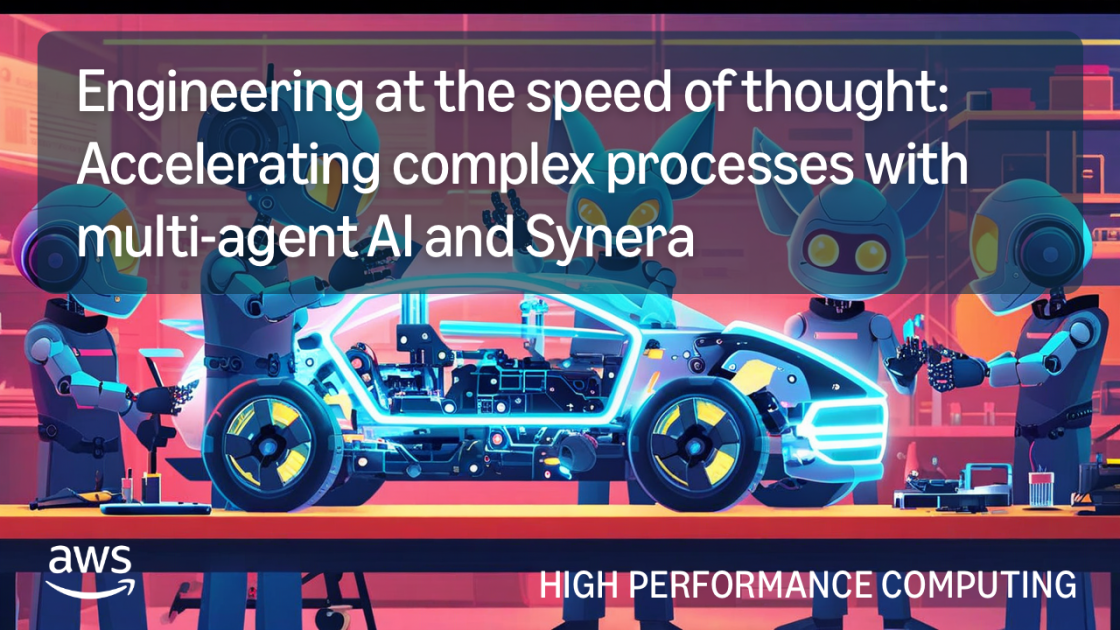 Engineering at the speed of thought:
Accelerating complex processes with
multi-agent AI and Synera
aws
HIGH PERFORMANCE COMPUTING